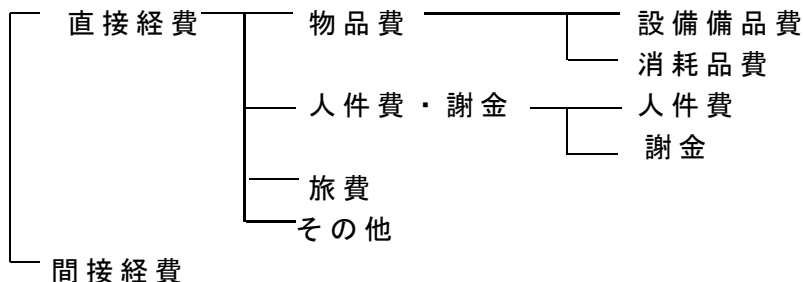 直接経費 物品費 設備備品費
消耗品費
人件費・謝金 人件費
謝金
旅費
その他
間接経費